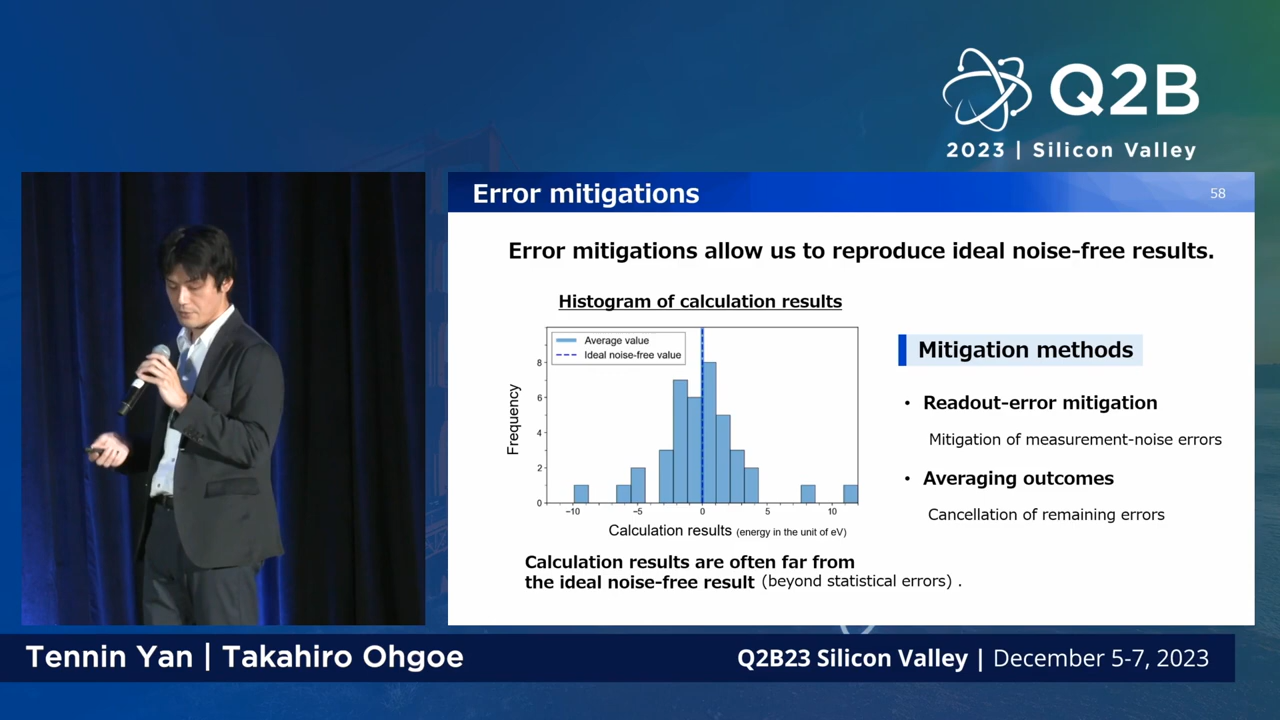 Q2B
2023 | Silicon Valley
Error mitigations
58
Error mitigations allow us to reproduce ideal noise-free results.
Histogram of calculation results
Average value
Ideal noise-free value
Frequency
8
6
4
2
0
−10
−5
0
5
10
Calculation results (energy in the unit of eV)
Mitigation methods
• Readout-error mitigation
Mitigation of measurement-noise errors
• Averaging outcomes
Cancellation of remaining errors
Calculation results are often far from
the ideal noise-free result (beyond statistical errors) .
Tennin Yan | Takahiro Ohgoe
Q2B23 Silicon Valley | December 5-7, 2023